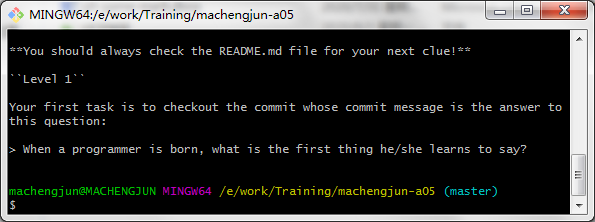 MINGW64:/e/work/Training/machengjun-a05
**You should always check the README.md file for your next clue!**
``Level 1``
Your first task is to checkout the commit whose commit message is the answer to
this question:
> When a programmer is born, what is the first thing he/she learns to say?
machengjun@MACHENGJUN MINGW64 /e/work/Training/machengjun-a05 (master)
$